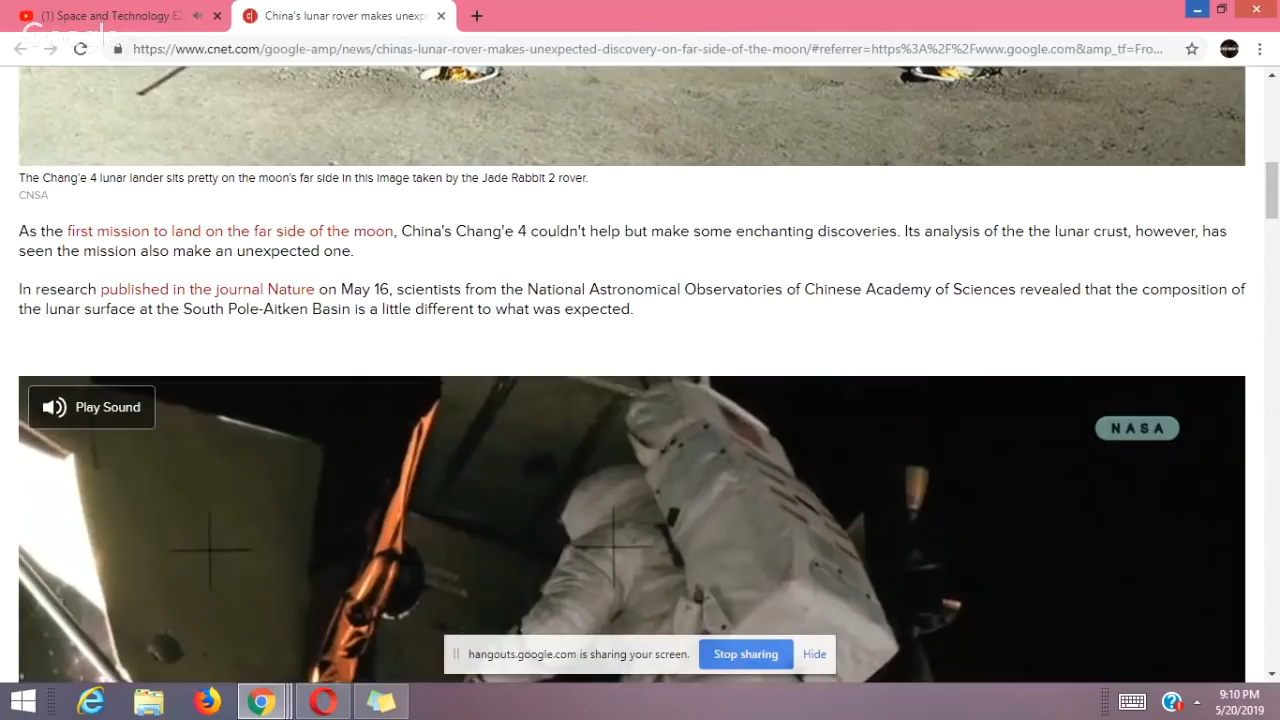 (1) Space and Technology E
China's lunar rover makes unexp
Google
https://www.cnet.com/google-amp/news/chinas-lunar-rover-makes-unexpected-discovery-on-far-side-of-the-moon/#referrer=https%3A%2F%2Fwww.google.com&amp_tf=Fro...
The Chang'e 4 lunar lander sits pretty on the moon's far side in this image taken by the Jade Rabbit 2 rover.
CNSA
As the first mission to land on the far side of the moon, China's Chang'e 4 couldn't help but make some enchanting discoveries. Its analysis of the the lunar crust, however, has
seen the mission also make an unexpected one.
In research published in the journal Nature on May 16, scientists from the National Astronomical Observatories of Chinese Academy of Sciences revealed that the composition of
the lunar surface at the South Pole-Aitken Basin is a little different to what was expected.
Play Sound
NASA
hangouts.google.com is sharing your screen.
Stop sharing
Hide
9:10 PM
5/20/2019